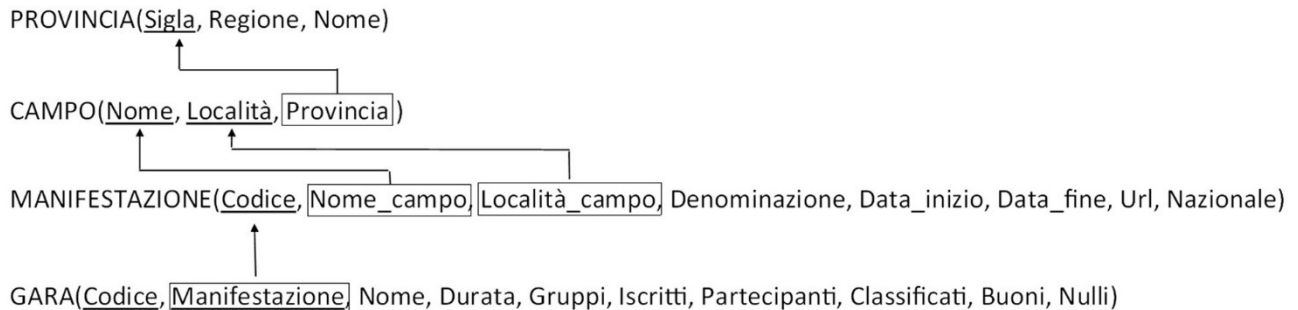 PROVINCIA(Sigla, Regione, Nome)
CAMPO(Nome, Località, Provincia)
MANIFESTAZIONE(Codice, Nome_campo, Località_campo, Denominazione, Data_inizio, Data_fine, Url, Nazionale)
GARA(Codice, Manifestazione, Nome, Durata, Gruppi, Iscritti, Partecipanti, Classificati, Buoni, Nulli)